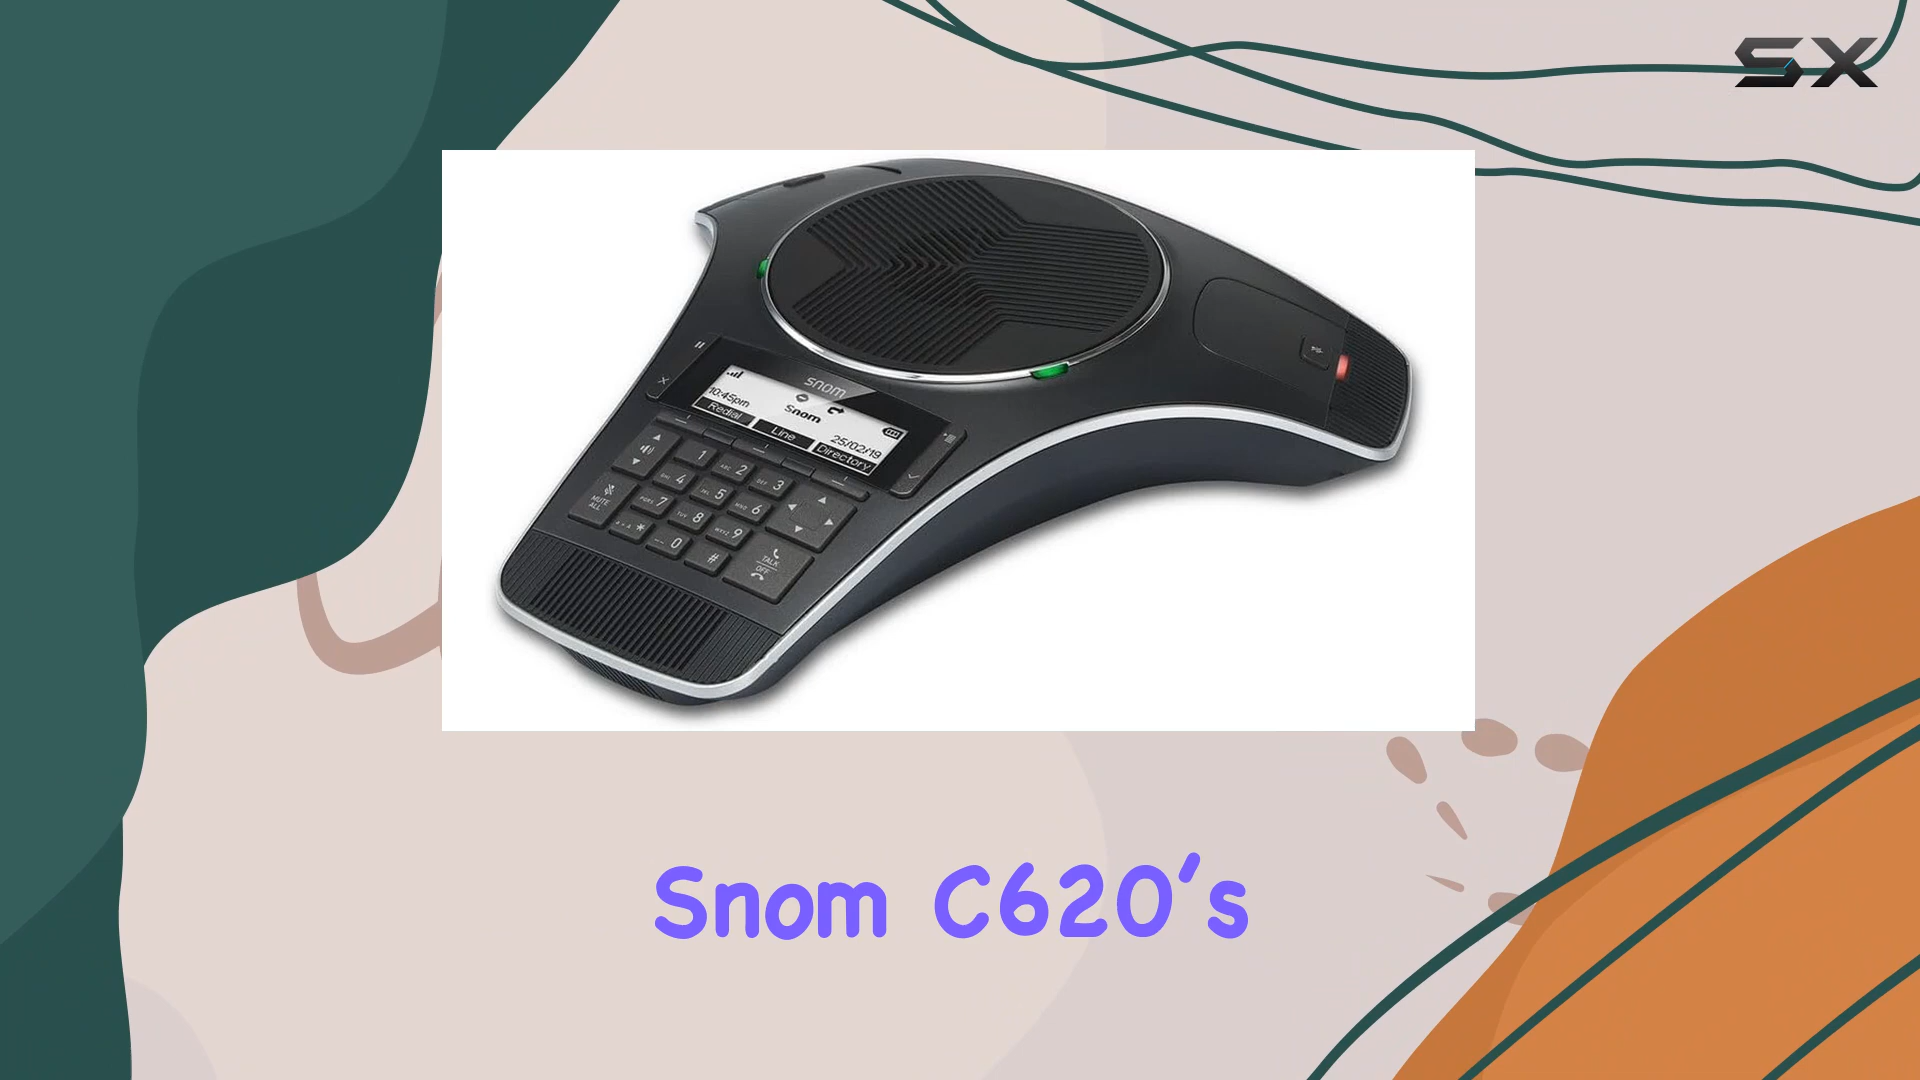 SX
snom
10:45pm
Snom
25/02/19
Redial
Line
Directory
1
ABC 2
DEF 3
GHI 4
JKL 5
MNO 6
PQRS 7
TUV 8
WXYZ 9
*
0
#
MUTE
ALL
TALK
OFF
Snom C620's